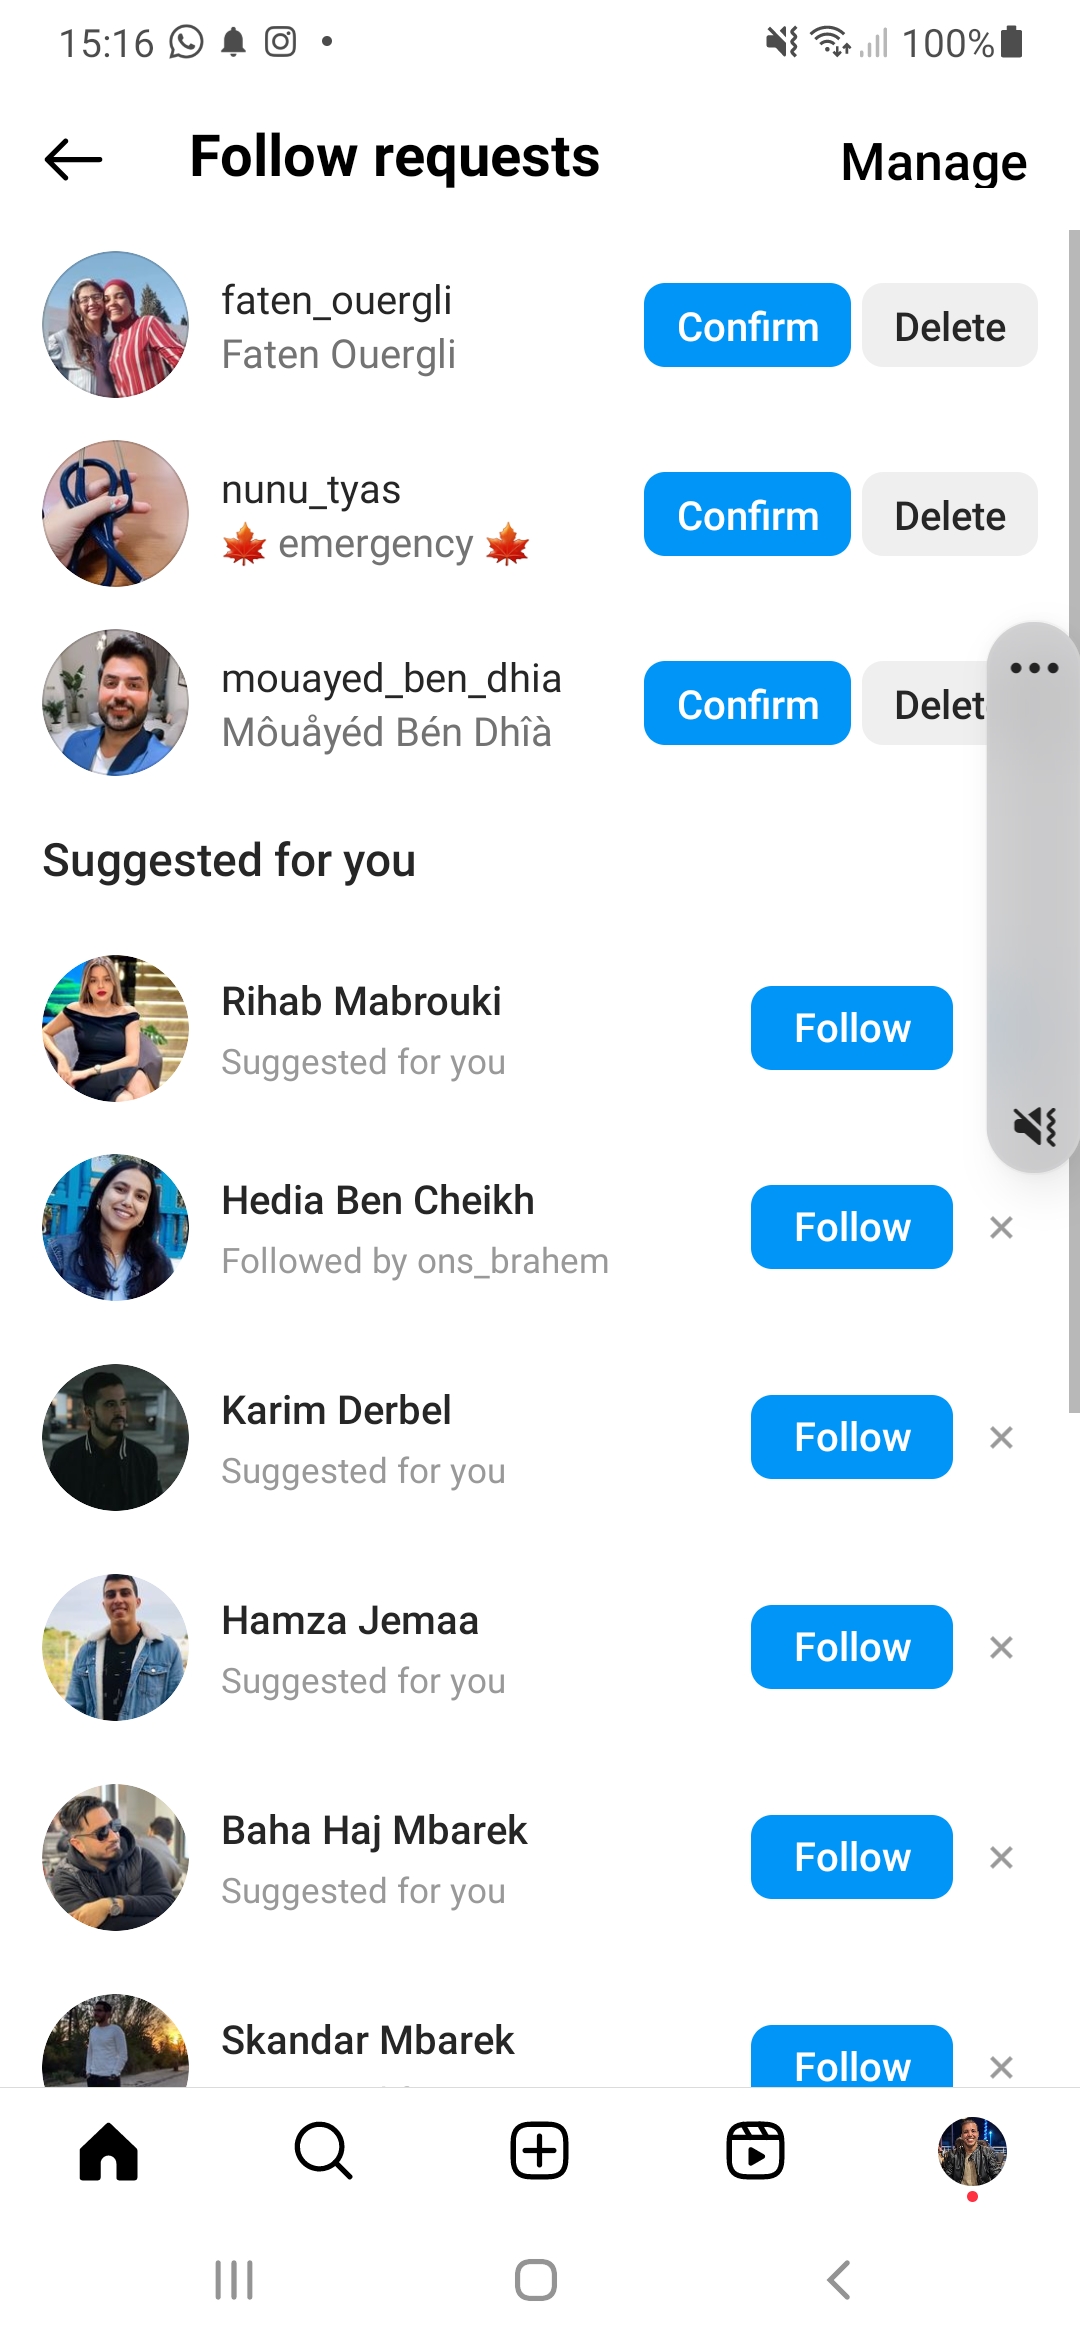 15:16 100%
Follow requests Manage
faten_ouergli
Faten Ouergli
Confirm Delete
nunu_tyas
🍁 emergency 🍁
Confirm Delete
mouayed_ben_dhia
Môuåyéd Bén Dhîà
Confirm Delet
Suggested for you
Rihab Mabrouki
Suggested for you
Follow
Hedia Ben Cheikh
Followed by ons_brahem
Follow
Karim Derbel
Suggested for you
Follow
Hamza Jemaa
Suggested for you
Follow
Baha Haj Mbarek
Suggested for you
Follow
Skandar Mbarek
Follow